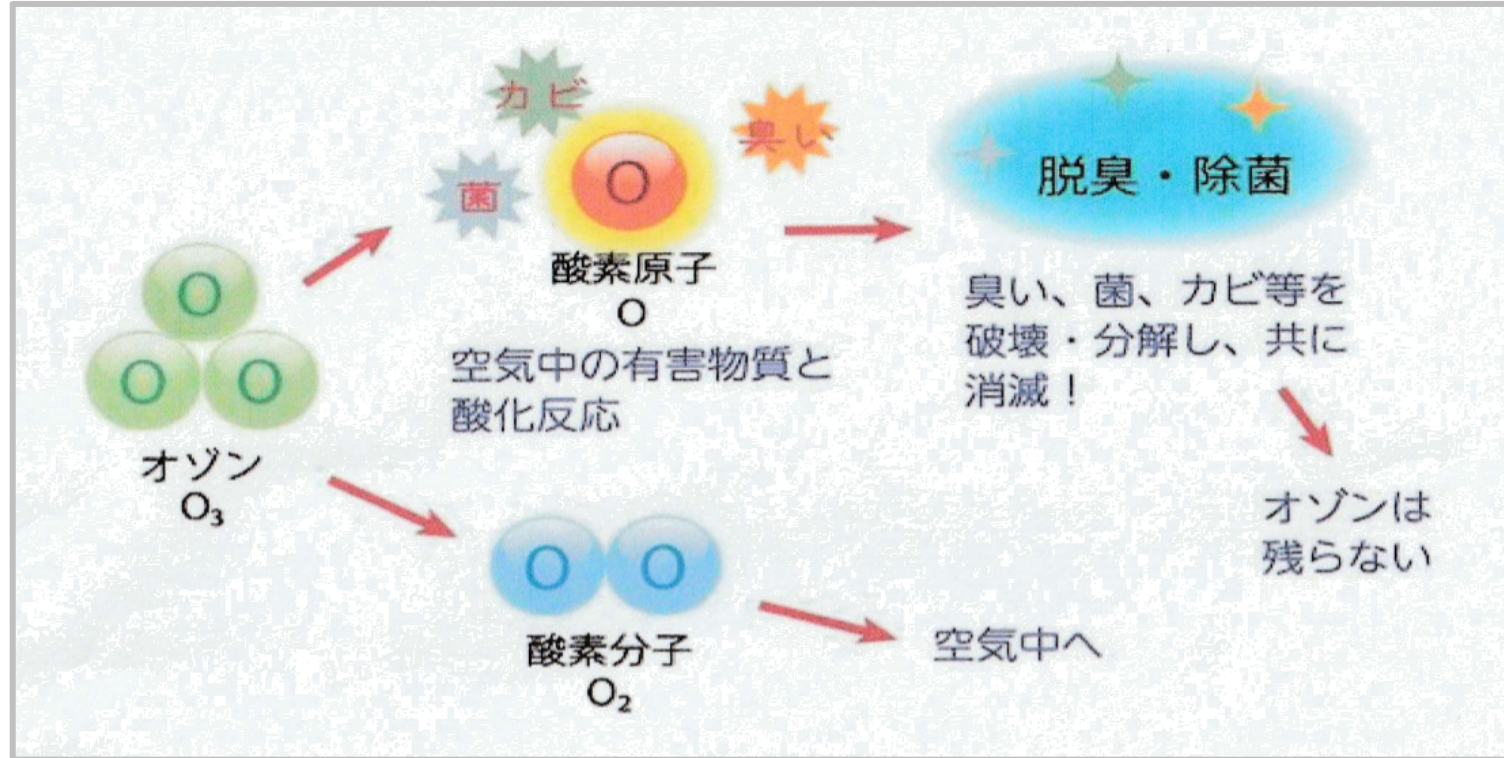 カビ
臭い
菌
O
酸素原子
O
空気中の有害物質と
酸化反応
脱臭・除菌
臭い、菌、カビ等を
破壊・分解し、共に
消滅！
オゾンは
残らない
O
O O
オゾン
O₃
O O
酸素分子
O₂
空気中へ